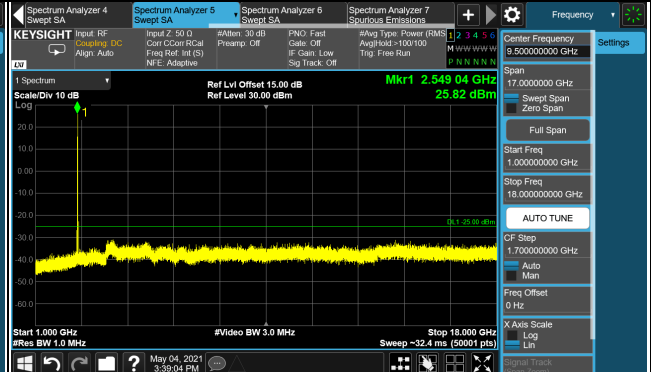 Spectrum Analyzer 4
Swept SA
Spectrum Analyzer 5
Swept SA
Spectrum Analyzer 6
Swept SA
Spectrum Analyzer 7
Spurious Emissions
Frequency
KEYSIGHT
Input: RF
Coupling: DC
Align: Auto
Input Z: 50 Ω
Corr CCorr RCal
Freq Ref: Int (S)
NFE: Adaptive
#Atten: 30 dB
Preamp: Off
PNO: Fast
Gate: Off
IF Gain: Low
Sig Track: Off
#Avg Type: Power (RMS
Avg|Hold:>100/100
Trig: Free Run
1 2 3 4 5 6
M W W W W W
P N N N N N
LXI
1 Spectrum
Scale/Div 10 dB
Log
Ref Lvl Offset 15.00 dB
Ref Level 30.00 dBm
Mkr1 2.549 04 GHz
25.82 dBm
1
20.0
10.0
0.00
-10.0
-20.0
-30.0
-40.0
-50.0
-60.0
DL1 -25.00 dBm
Start 1.000 GHz
#Res BW 1.0 MHz
#Video BW 3.0 MHz
Stop 18.000 GHz
Sweep ~32.4 ms (50001 pts)
May 04, 2021
3:39:04 PM
Center Frequency
9.500000000 GHz
Span
17.0000000 GHz
Swept Span
Zero Span
Full Span
Start Freq
1.000000000 GHz
Stop Freq
18.000000000 GHz
AUTO TUNE
CF Step
1.700000000 GHz
Auto
Man
Freq Offset
0 Hz
X Axis Scale
Log
Lin
Signal Track
Settings